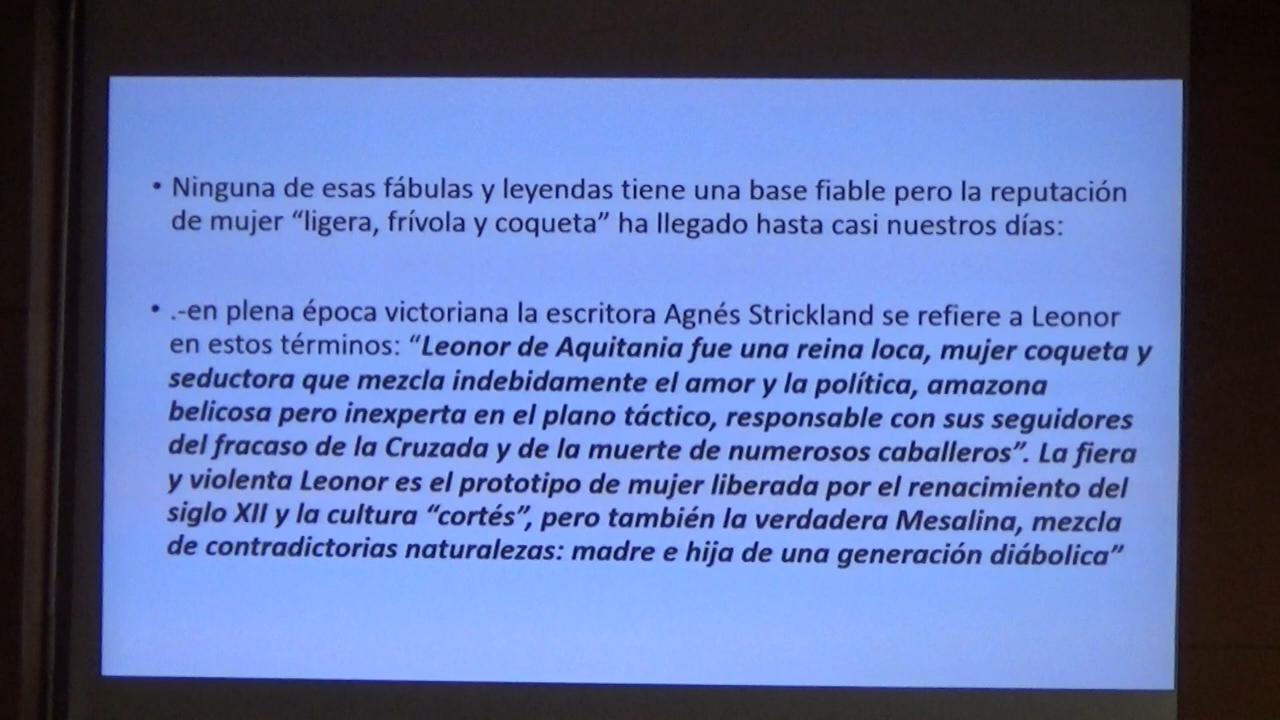 • Ninguna de esas fábulas y leyendas tiene una base fiable pero la reputación
de mujer “ligera, frívola y coqueta” ha llegado hasta casi nuestros días:
• .-en plena época victoriana la escritora Agnés Strickland se refiere a Leonor
en estos términos: “Leonor de Aquitania fue una reina loca, mujer coqueta y
seductora que mezcla indebidamente el amor y la política, amazona
belicosa pero inexperta en el plano táctico, responsable con sus seguidores
del fracaso de la Cruzada y de la muerte de numerosos caballeros”. La fiera
y violenta Leonor es el prototipo de mujer liberada por el renacimiento del
siglo XII y la cultura “cortés”, pero también la verdadera Mesalina, mezcla
de contradictorias naturalezas: madre e hija de una generación diábolica”